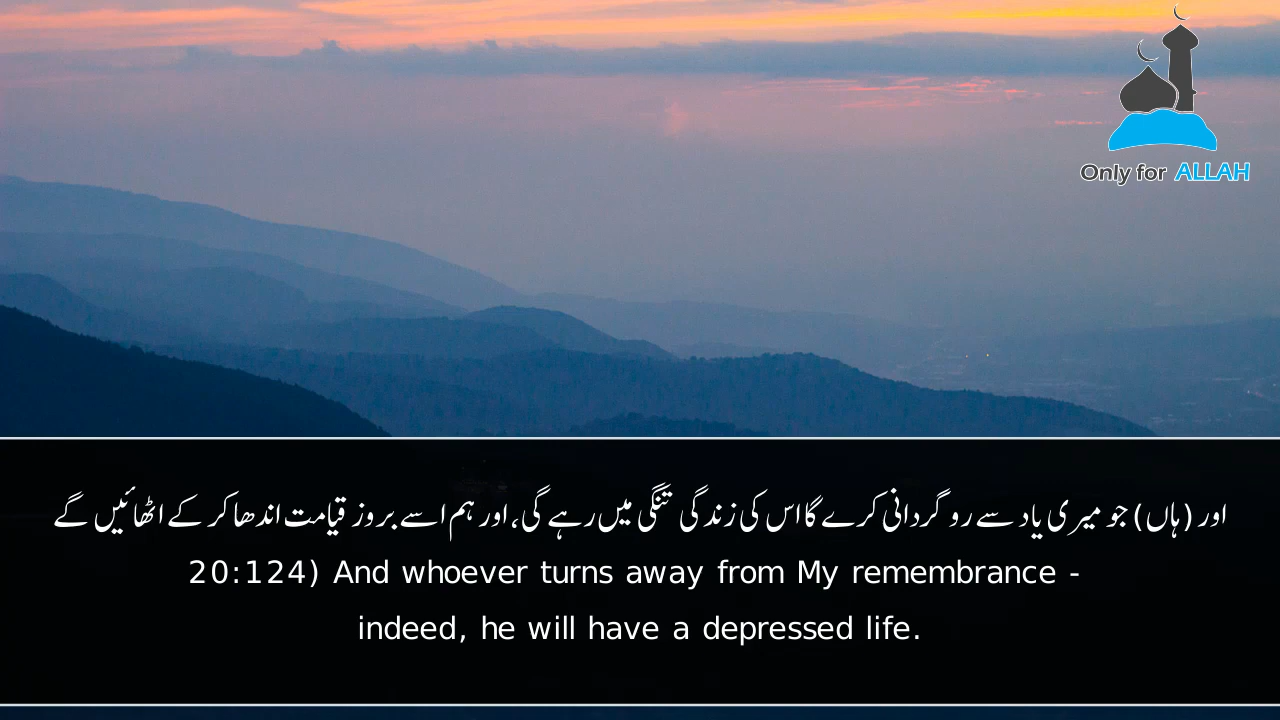 Only for ALLAH
اور (ہاں) جو میری یاد سے روگردانی کرے گا اس کی زندگی تنگی میں رہے گی، اور ہم اسے بروز قیامت اندھا کر کے اٹھائیں گے
20:124) And whoever turns away from My remembrance -
indeed, he will have a depressed life.